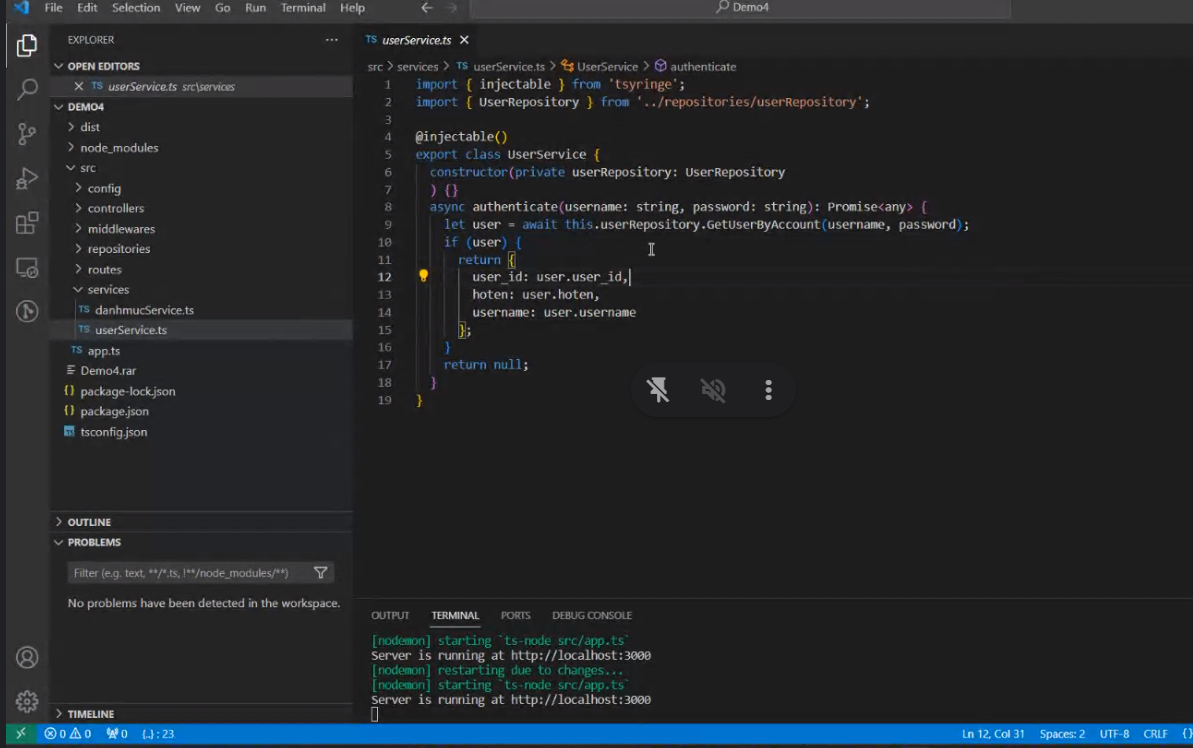 File Edit Selection View Go Run Terminal Help
Demo4
EXPLORER
OPEN EDITORS
TS userService.ts src\services
DEMO4
dist
node_modules
src
config
controllers
middlewares
repositories
routes
services
TS danhmucService.ts
TS userService.ts
TS app.ts
Demo4.rar
{} package-lock.json
{} package.json
TS tsconfig.json
OUTLINE
PROBLEMS
Filter (e.g. text, **/*.ts, !**/node_modules/**)
No problems have been detected in the workspace.
TIMELINE
TS userService.ts
src > services > TS userService.ts > UserService > authenticate
1 import { injectable } from 'tsyringe';
2 import { UserRepository } from '../repositories/userRepository';
3
4 @injectable()
5 export class UserService {
6 constructor(private userRepository: UserRepository
7 ) {}
8 async authenticate(username: string, password: string): Promise<any> {
9 let user = await this.userRepository.GetUserByAccount(username, password);
10 if (user) {
11 return {
12 user_id: user.user_id,
13 hoten: user.hoten,
14 username: user.username
15 };
16 }
17 return null;
18 }
19 }
OUTPUT TERMINAL PORTS DEBUG CONSOLE
[nodemon] starting `ts-node src/app.ts`
Server is running at http://localhost:3000
[nodemon] restarting due to changes...
[nodemon] starting `ts-node src/app.ts`
Server is running at http://localhost:3000
0 0 0 {..} : 23
Ln 12, Col 31 Spaces: 2 UTF-8 CRLF {}